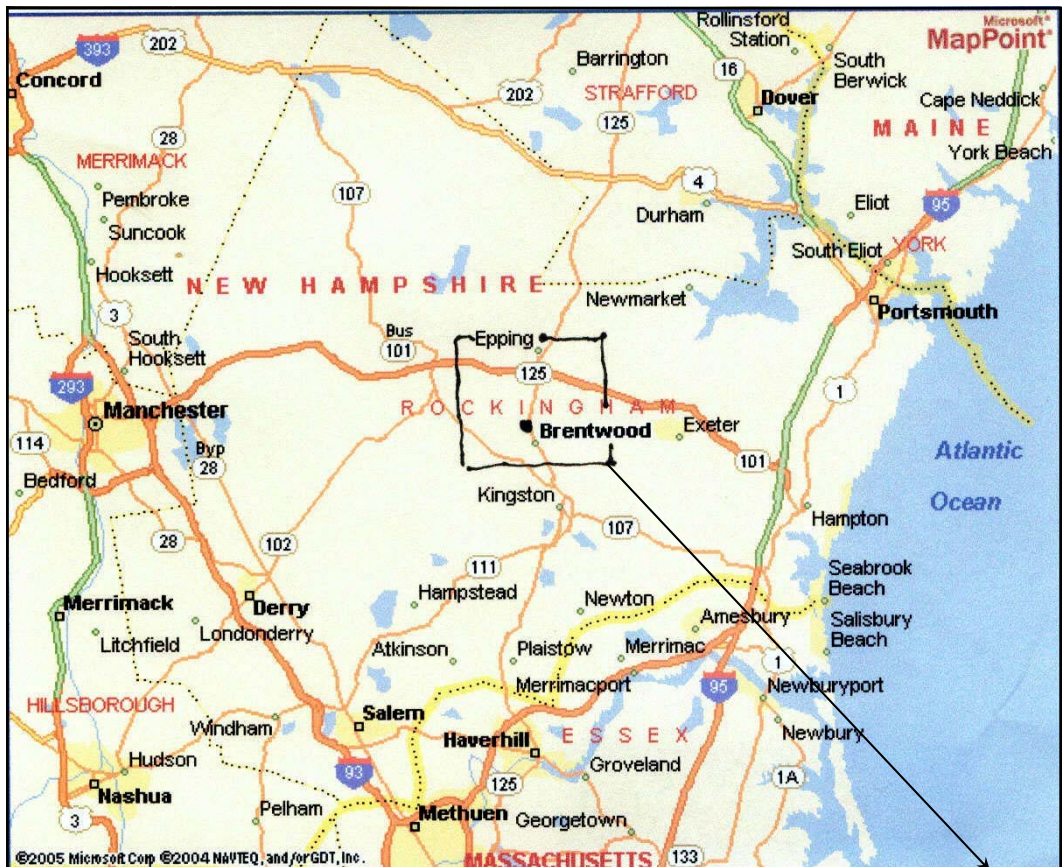 Rollinsford
Station
Microsoft®
MapPoint®
393
202
Barrington
16
South
Berwick
Concord
202
STRAFFORD
Dover
Cape Neddick
28
125
MAINE
MERRIMACK
York Beach
Pembroke
107
4
95
Suncook
Durham
Eliot
Hooksett
South Eliot
YORK
NEW HAMPSHIRE
Newmarket
3
Portsmouth
South
Hooksett
Bus
101
Epping
293
125
1
Manchester
ROCKINGHAM
114
Brentwood
Exeter
Atlantic
Ocean
Byp
28
101
Bedford
Kingston
Hampton
28
102
107
111
Seabrook
Beach
Merrimack
Derry
Hampstead
Newton
Amesbury
Salisbury
Beach
Litchfield
Londonderry
Atkinson
Plaistow
Merrimac
1
Merrimacport
95
Newburyport
HILLSBOROUGH
Windham
Salem
Haverhill
ESSEX
Newbury
Hudson
93
Groveland
Nashua
125
1A
3
Pelham
Methuen
Georgetown
©2005 Microsoft Corp ©2004 NAVTEQ, and/or GDT, Inc.
MASSACHUSETTS
133